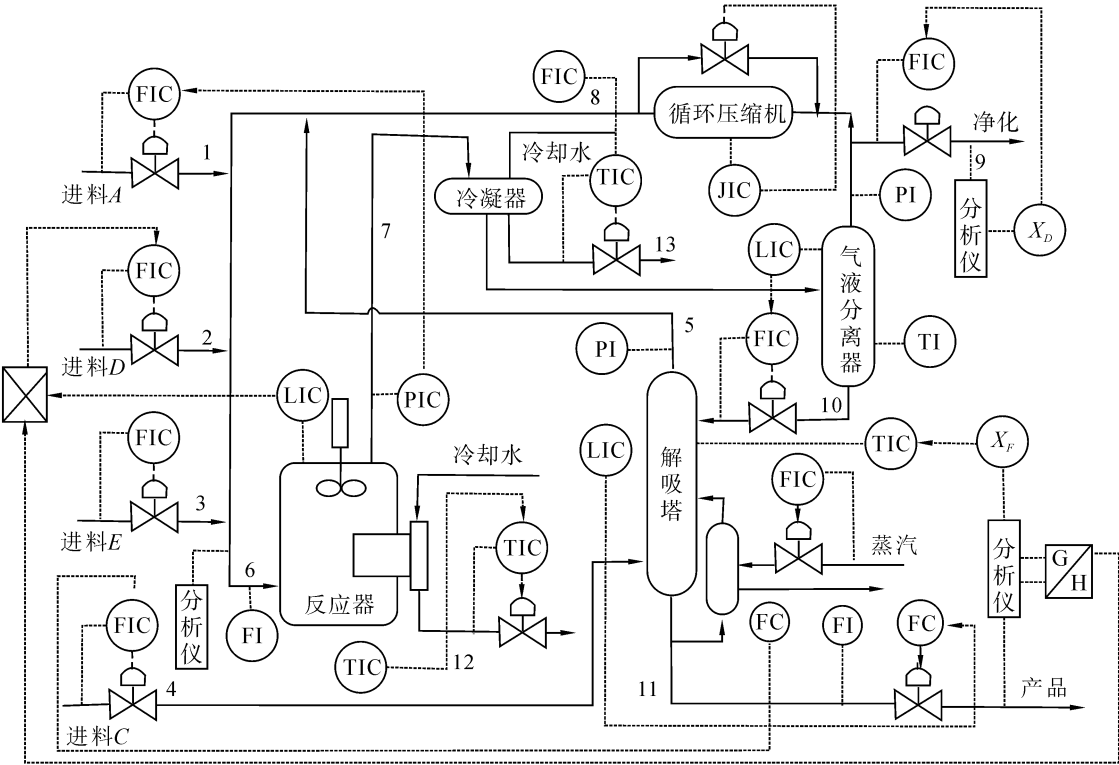 FIC
FIC
FIC
8
循环压缩机
净化
1
进料A
冷却水
TIC
9
冷凝器
JIC
PI
分析仪
X_D
7
LIC
13
FIC
气液分离器
2
进料D
5
PI
FIC
TI
LIC
PIC
10
FIC
冷却水
LIC
解吸塔
TIC
X_F
3
进料E
FIC
TIC
蒸汽
分析仪
G
H
6
反应器
分析仪
FIC
FI
FC
FI
FC
TIC
12
4
11
产品
进料C